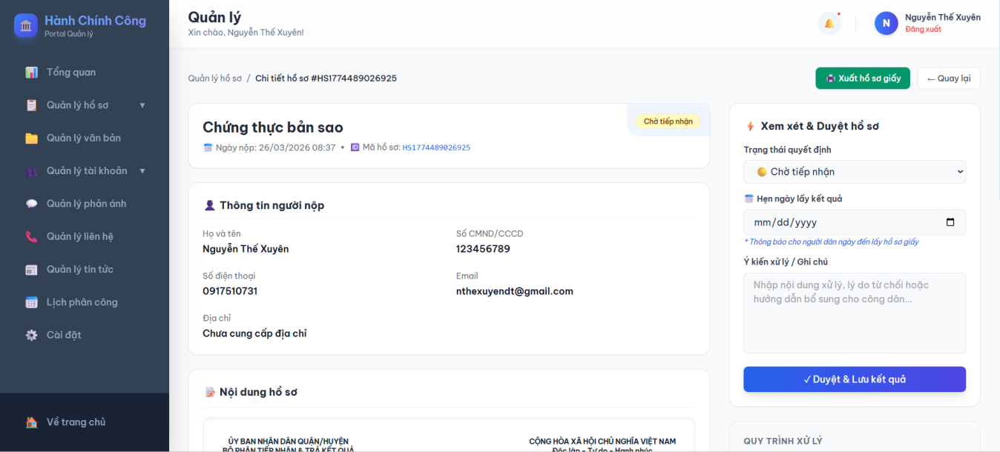 Hành Chính Công
Portal Quản lý
Tổng quan
Quản lý hồ sơ ▼
Quản lý văn bản
Quản lý tài khoản ▼
Quản lý phản ánh
Quản lý liên hệ
Quản lý tin tức
Lịch phân công
Cài đặt
Về trang chủ
Quản lý
Xin chào, Nguyễn Thế Xuyên!
N
Nguyễn Thế Xuyên
Đăng xuất
Quản lý hồ sơ / Chi tiết hồ sơ #HS1774489026925
Xuất hồ sơ giấy
← Quay lại
Chứng thực bản sao
Chờ tiếp nhận
Ngày nộp: 26/03/2026 08:37 • Mã hồ sơ: HS1774489026925
Thông tin người nộp
Họ và tên
Nguyễn Thế Xuyên
Số CMND/CCCD
123456789
Số điện thoại
0917510731
Email
nthexuyendt@gmail.com
Địa chỉ
Chưa cung cấp địa chỉ
Nội dung hồ sơ
ỦY BAN NHÂN DÂN QUẬN/HUYỆN
BỘ PHẬN TIẾP NHẬN & TRẢ KẾT QUẢ
CỘNG HÒA XÃ HỘI CHỦ NGHĨA VIỆT NAM
Độc lập - Tự do - Hạnh phúc
Xem xét & Duyệt hồ sơ
Trạng thái quyết định
Chờ tiếp nhận
Hẹn ngày lấy kết quả
mm/dd/yyyy
* Thông báo cho người dân ngày đến lấy hồ sơ giấy
Ý kiến xử lý / Ghi chú
Nhập nội dung xử lý, lý do từ chối hoặc
hướng dẫn bổ sung cho công dân...
✓ Duyệt & Lưu kết quả
QUY TRÌNH XỬ LÝ